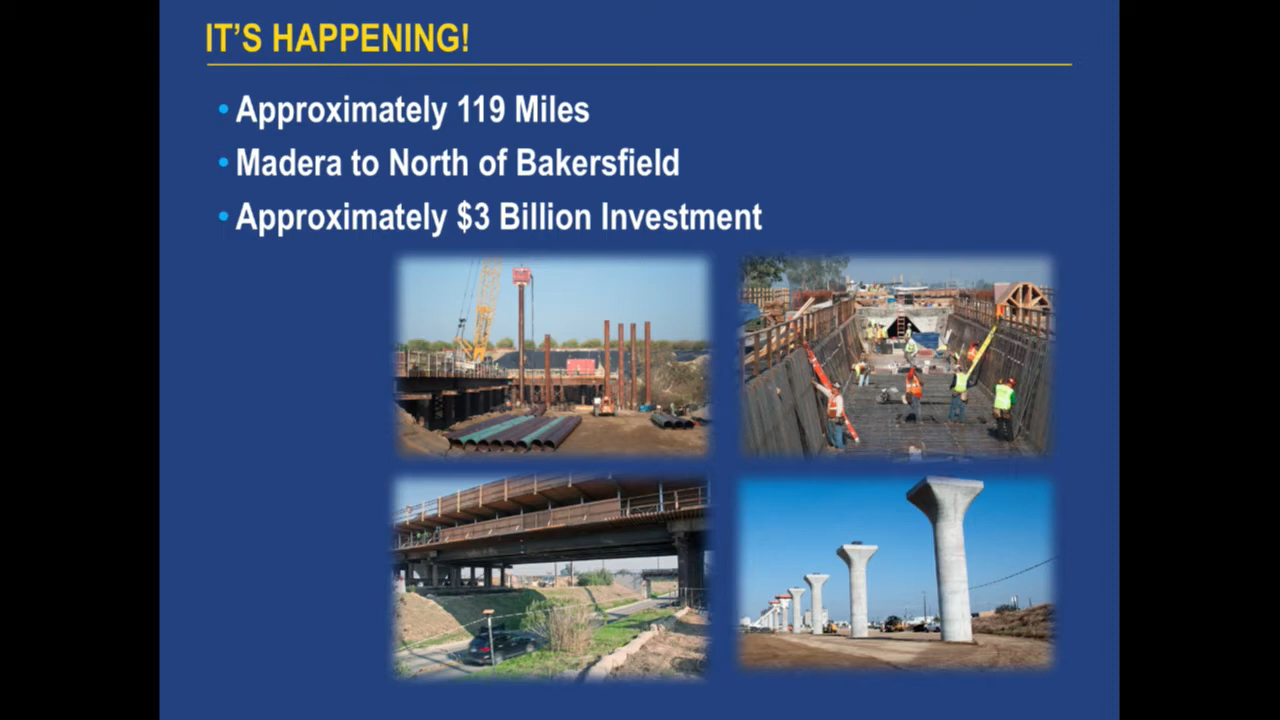 IT’S HAPPENING!
• Approximately 119 Miles
• Madera to North of Bakersfield
• Approximately $3 Billion Investment